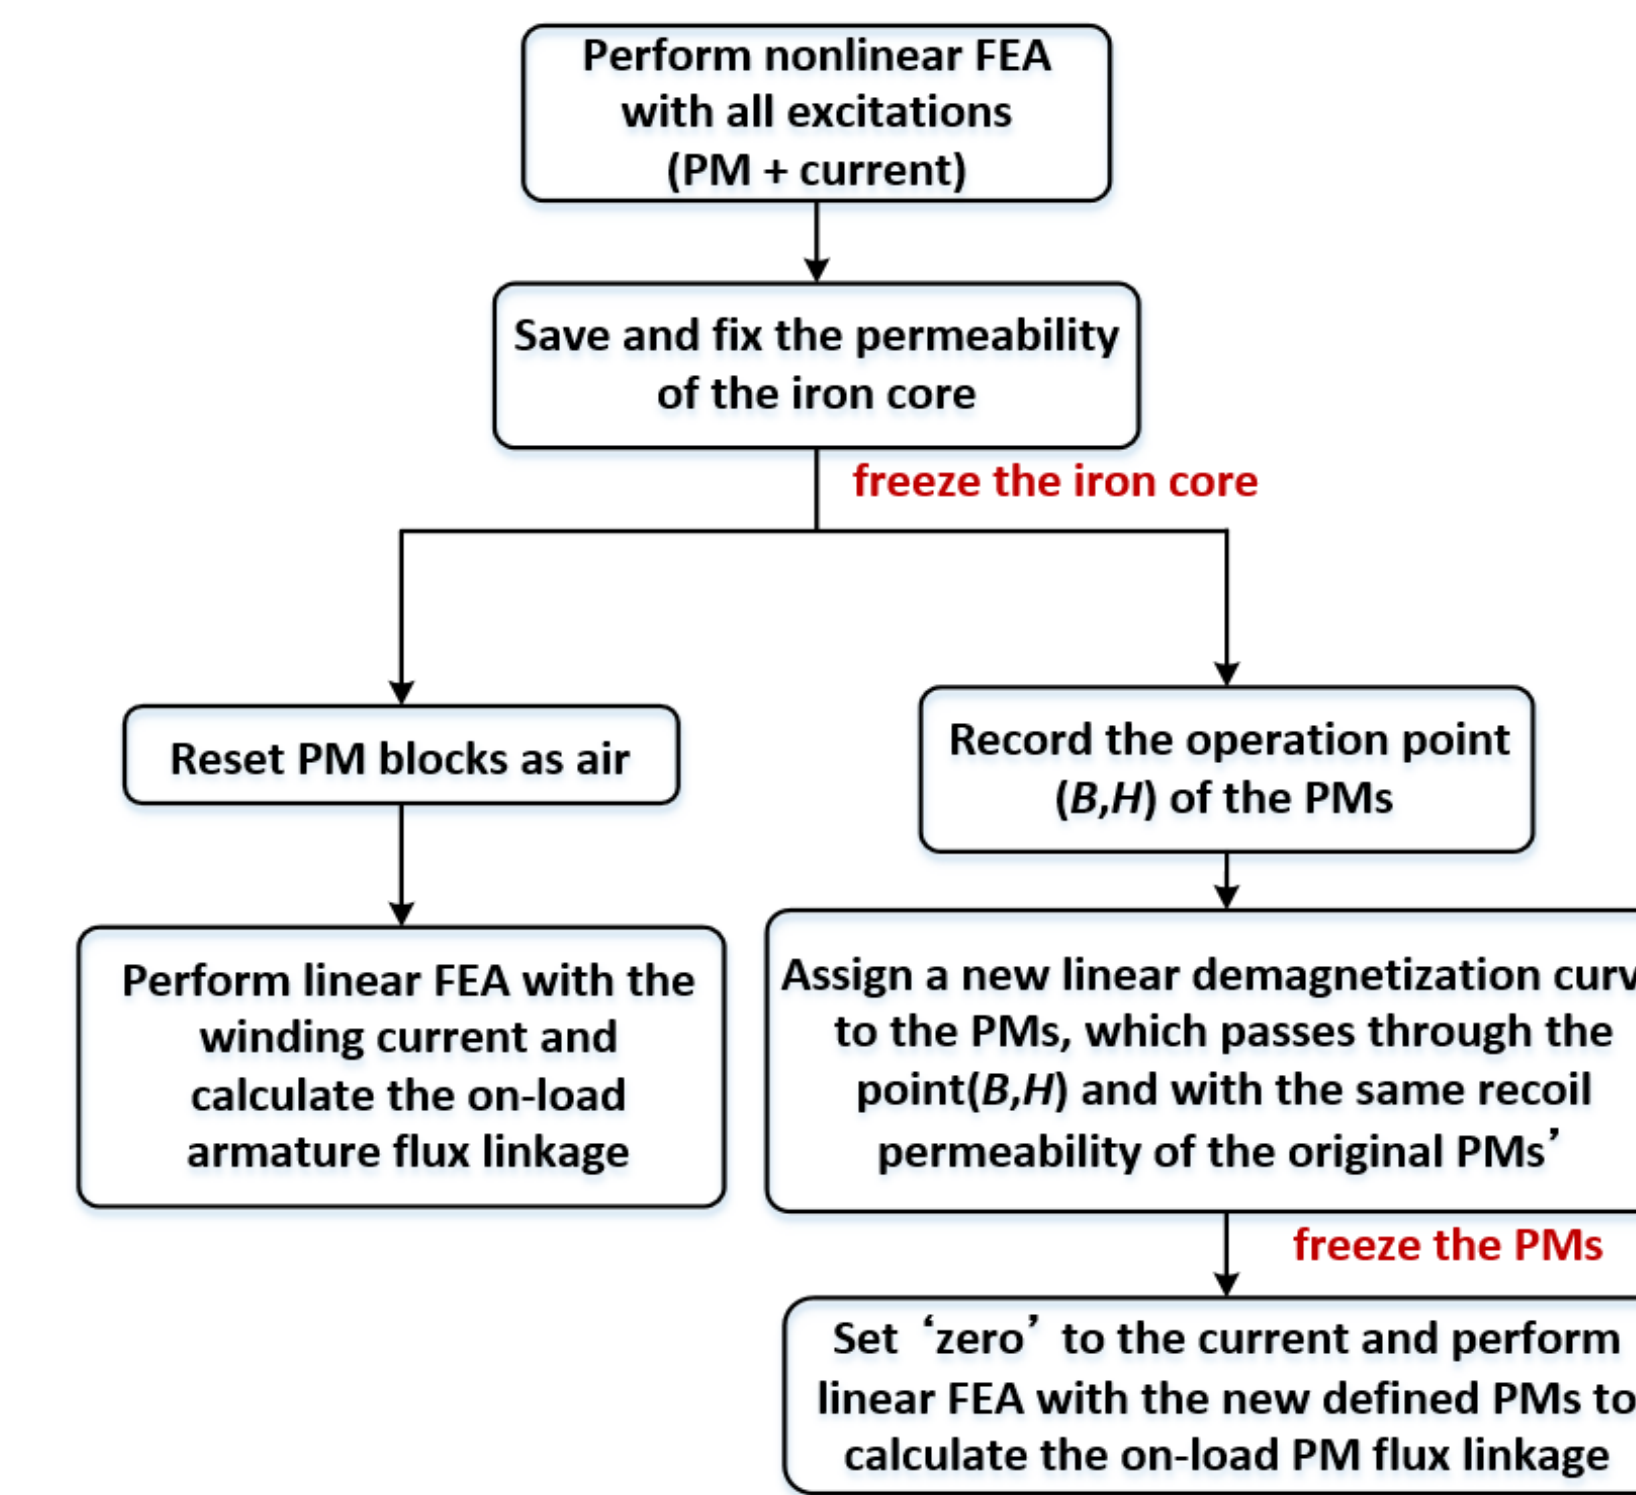 Perform nonlinear FEA
with all excitations
(PM + current)
Save and fix the permeability
of the iron core
freeze the iron core
Reset PM blocks as air
Perform linear FEA with the
winding current and
calculate the on-load
armature flux linkage
Record the operation point
(B,H) of the PMs
Assign a new linear demagnetization curv
to the PMs, which passes through the
point(B,H) and with the same recoil
permeability of the original PMs’
freeze the PMs
Set ‘zero’ to the current and perform
linear FEA with the new defined PMs to
calculate the on-load PM flux linkage